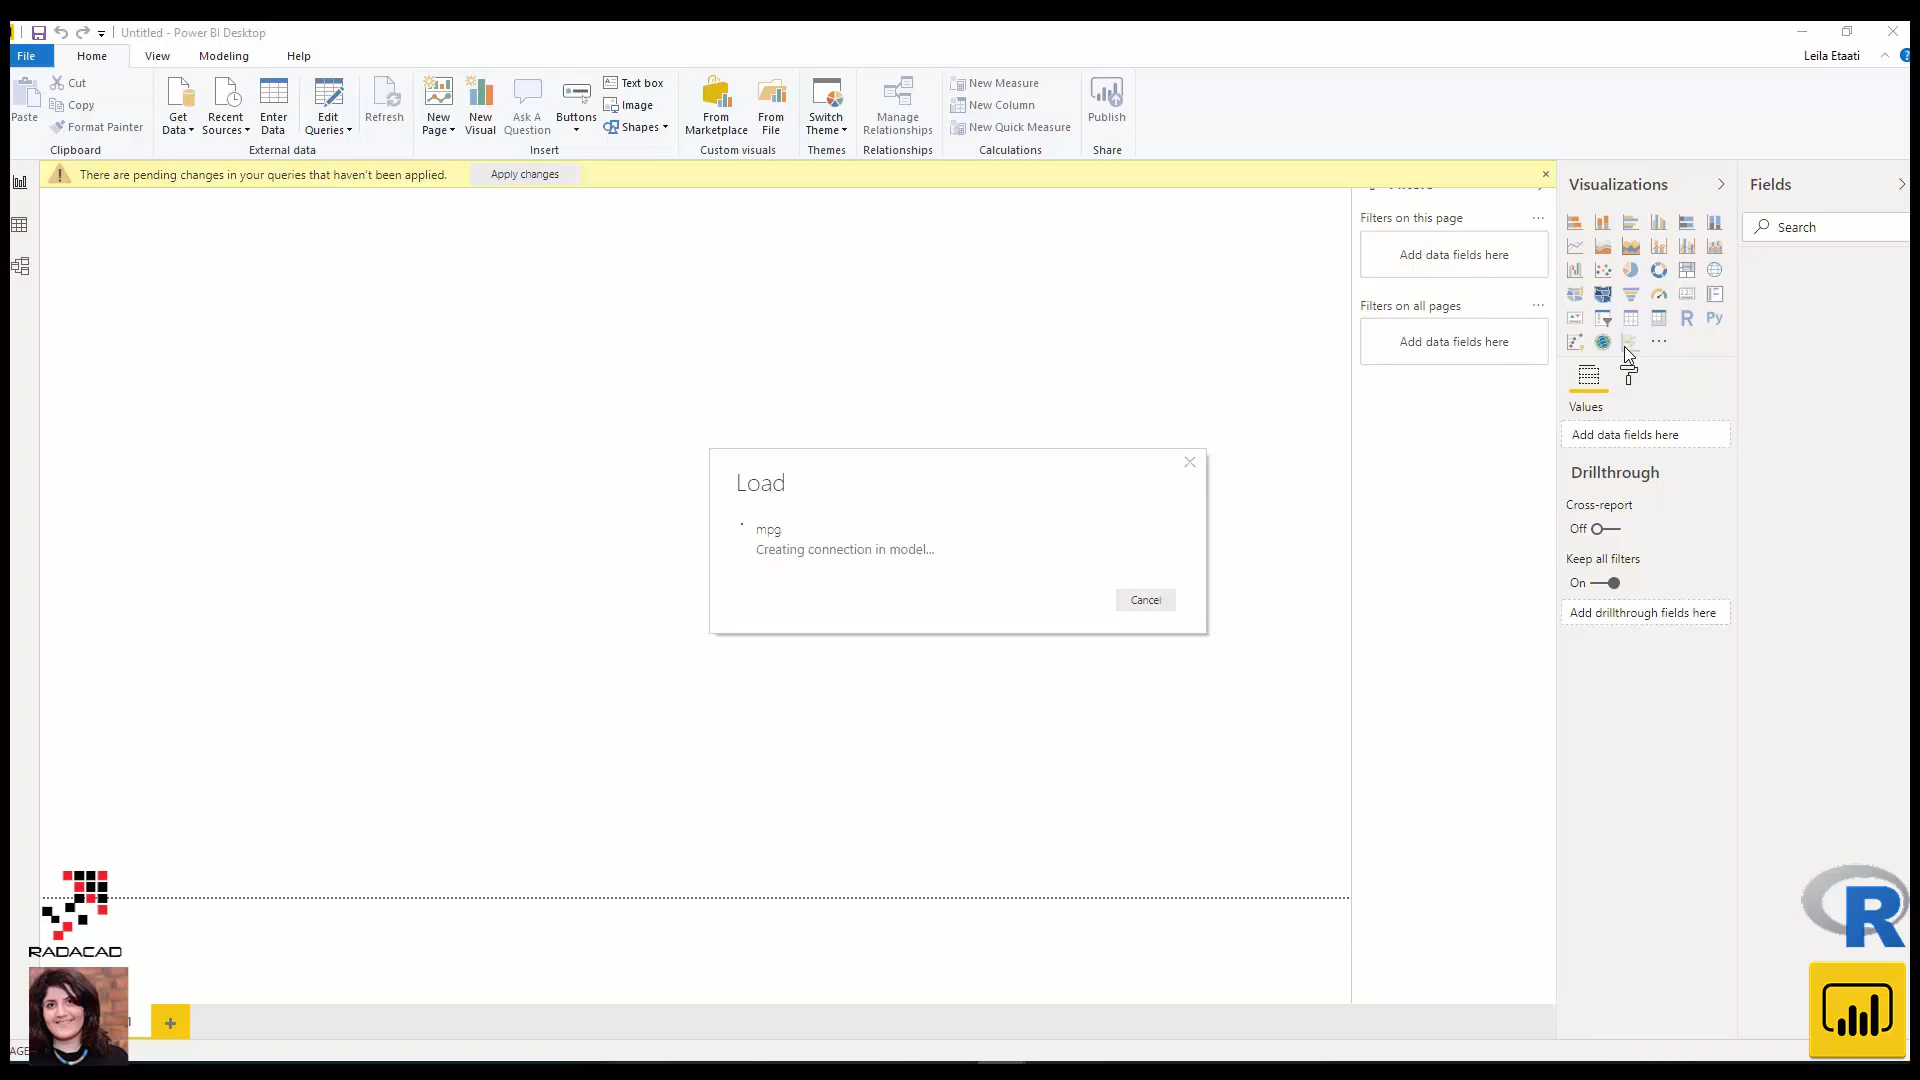 Untitled - Power BI Desktop
File Home View Modeling Help
Leila Etaati
Paste
Cut
Copy
Format Painter
Clipboard
Get Data
Recent Sources
Enter Data
Edit Queries
Refresh
External data
New Page
New Visual
Ask A Question
Buttons
Text box
Image
Shapes
Insert
From Marketplace
From File
Custom visuals
Switch Theme
Themes
Manage Relationships
Relationships
New Measure
New Column
New Quick Measure
Calculations
Publish
Share
There are pending changes in your queries that haven't been applied. Apply changes
Filters on this page
Add data fields here
Filters on all pages
Add data fields here
Visualizations
R Py
Values
Add data fields here
Drillthrough
Cross-report
Off
Keep all filters
On
Add drillthrough fields here
Fields
Search
Load
mpg
Creating connection in model...
Cancel
RADACAD
R